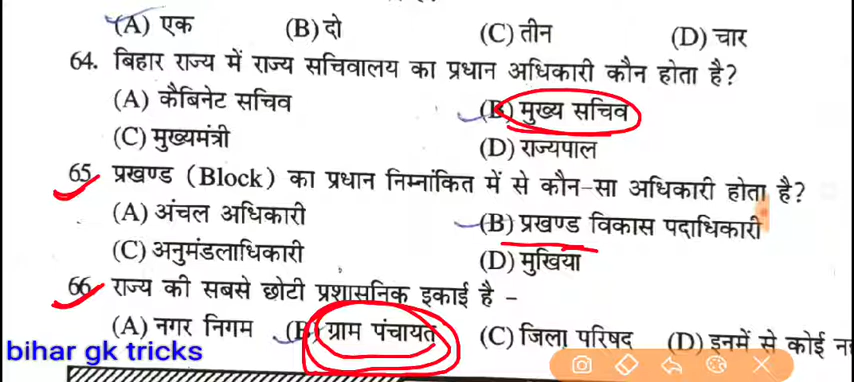 (A) एक (B) दो (C) तीन (D) चार
64. बिहार राज्य में राज्य सचिवालय का प्रधान अधिकारी कौन होता है?
(A) कैबिनेट सचिव (B) मुख्य सचिव
(C) मुख्यमंत्री (D) राज्यपाल
65. प्रखण्ड (Block) का प्रधान निम्नांकित में से कौन-सा अधिकारी होता है?
(A) अंचल अधिकारी (B) प्रखण्ड विकास पदाधिकारी
(C) अनुमंडलाधिकारी (D) मुखिया
66. राज्य की सबसे छोटी प्रशासनिक इकाई है -
(A) नगर निगम (B) ग्राम पंचायत (C) जिला परिषद (D) इनमें से कोई
bihar gk tricks